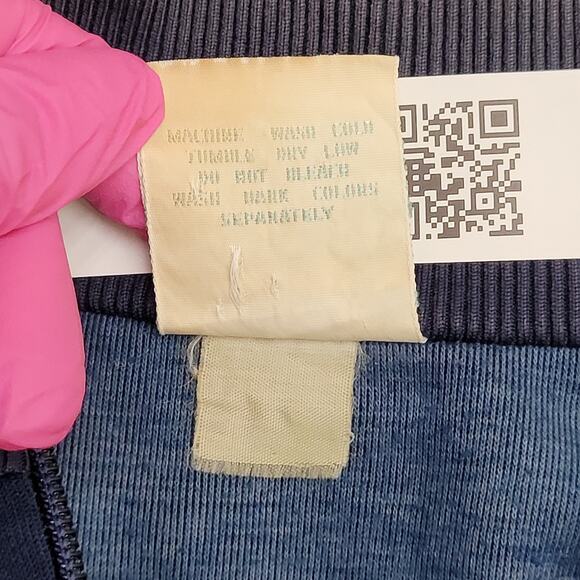 MACHINE WASH COLD
TUMBLE DRY LOW
DO NOT BLEACH
WASH DARK COLORS
SEPARATELY